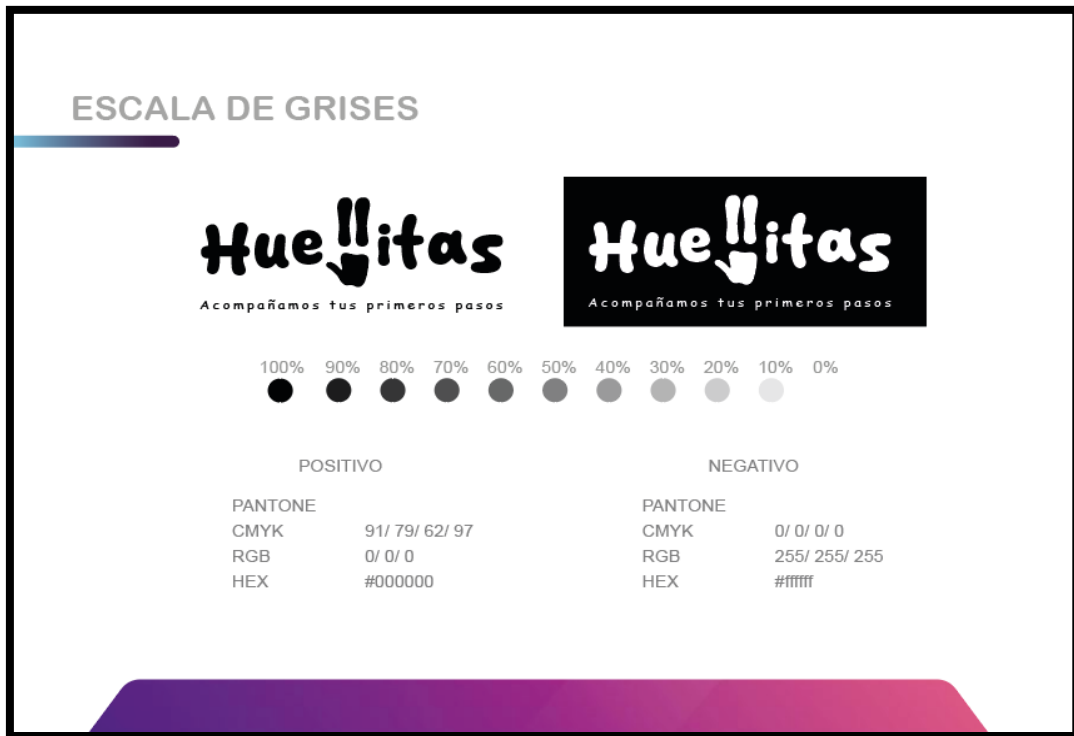 ESCALA DE GRISES
Huellitas
Acompañamos tus primeros pasos
Huellitas
Acompañamos tus primeros pasos
100% 90% 80% 70% 60% 50% 40% 30% 20% 10% 0%
POSITIVO
PANTONE
CMYK 91/ 79/ 62/ 97
RGB 0/ 0/ 0
HEX #000000
NEGATIVO
PANTONE
CMYK 0/ 0/ 0/ 0
RGB 255/ 255/ 255
HEX #ffffff